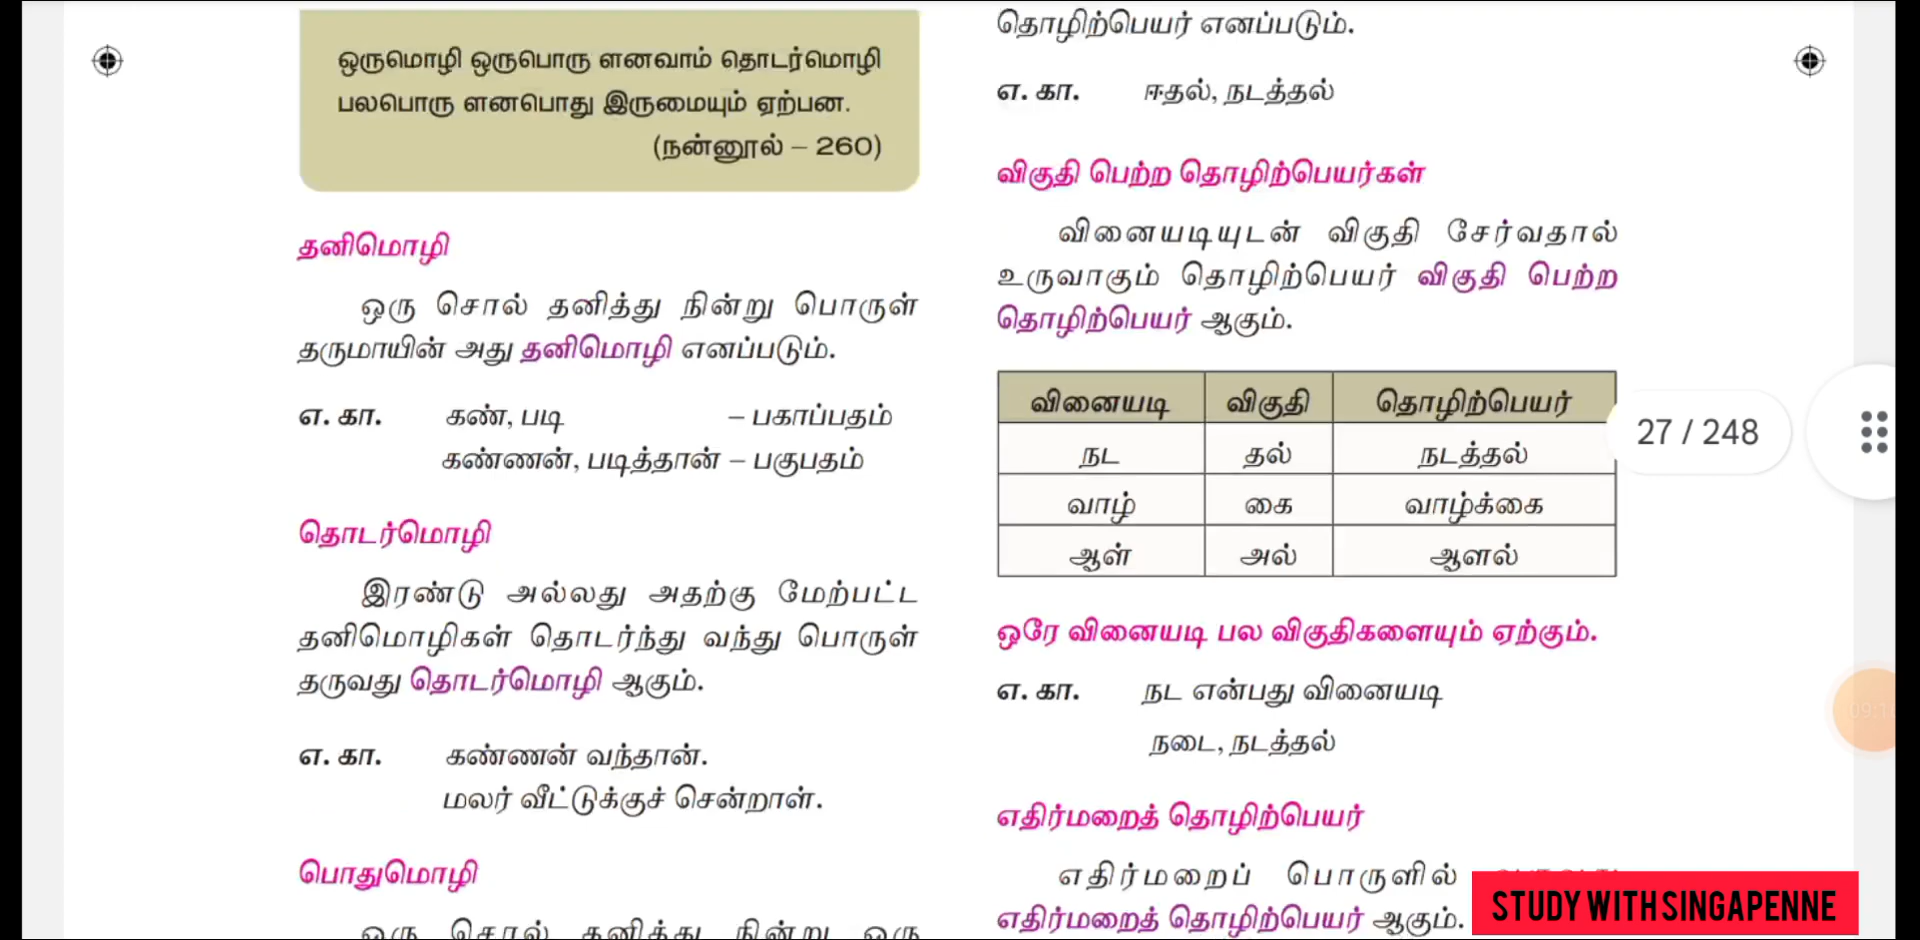 ஒருமொழி ஒருபொரு ளனவாம் தொடர்மொழி
பலபொரு ளனபொது இருமையும் ஏற்பன.
(நன்னூல் – 260)
தனிமொழி
ஒரு சொல் தனித்து நின்று பொருள்
தருமாயின் அது தனிமொழி எனப்படும்.
எ. கா. கண், படி – பகாப்பதம்
கண்ணன், படித்தான் – பகுபதம்
தொடர்மொழி
இரண்டு அல்லது அதற்கு மேற்பட்ட
தனிமொழிகள் தொடர்ந்து வந்து பொருள்
தருவது தொடர்மொழி ஆகும்.
எ. கா. கண்ணன் வந்தான்.
மலர் வீட்டுக்குச் சென்றாள்.
பொதுமொழி
ஒரு சொல் தனித்து நின்று ஒரு
தொழிற்பெயர் எனப்படும்.
எ. கா. ஈதல், நடத்தல்
விகுதி பெற்ற தொழிற்பெயர்கள்
வினையடியுடன் விகுதி சேர்வதால்
உருவாகும் தொழிற்பெயர் விகுதி பெற்ற
தொழிற்பெயர் ஆகும்.
வினையடி விகுதி தொழிற்பெயர்
நட தல் நடத்தல்
வாழ் கை வாழ்க்கை
ஆள் அல் ஆளல்
ஒரே வினையடி பல விகுதிகளையும் ஏற்கும்.
எ. கா. நட என்பது வினையடி
நடை, நடத்தல்
எதிர்மறைத் தொழிற்பெயர்
எதிர்மறைப் பொருளில்
எதிர்மறைத் தொழிற்பெயர் ஆகும்.
27 / 248
STUDY WITH SINGAPENNE